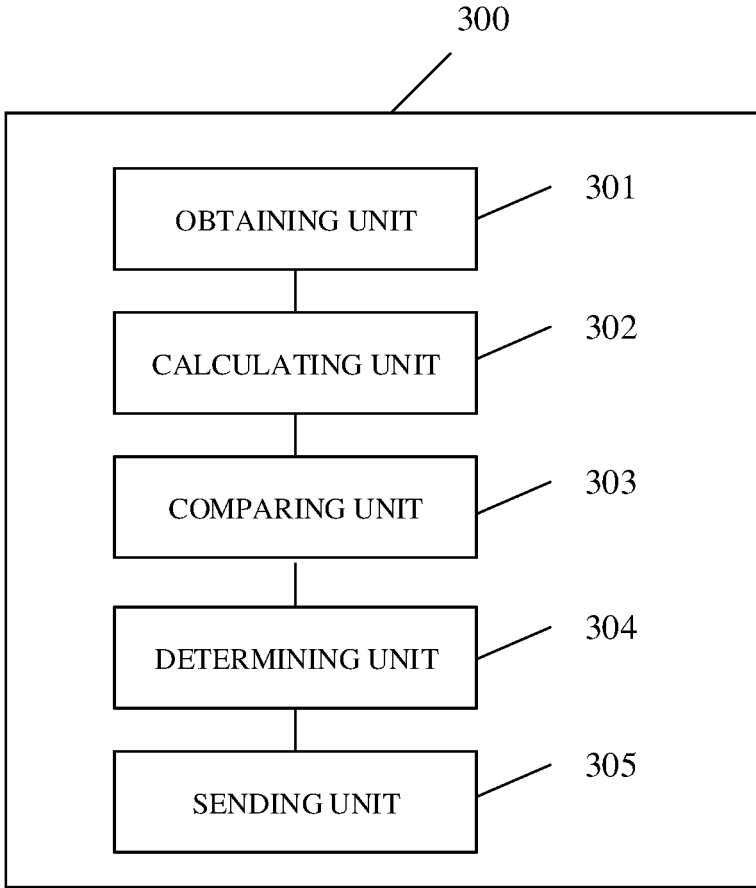 300
OBTAINING UNIT
301
CALCULATING UNIT
302
COMPARING UNIT
303
DETERMINING UNIT
304
SENDING UNIT
305